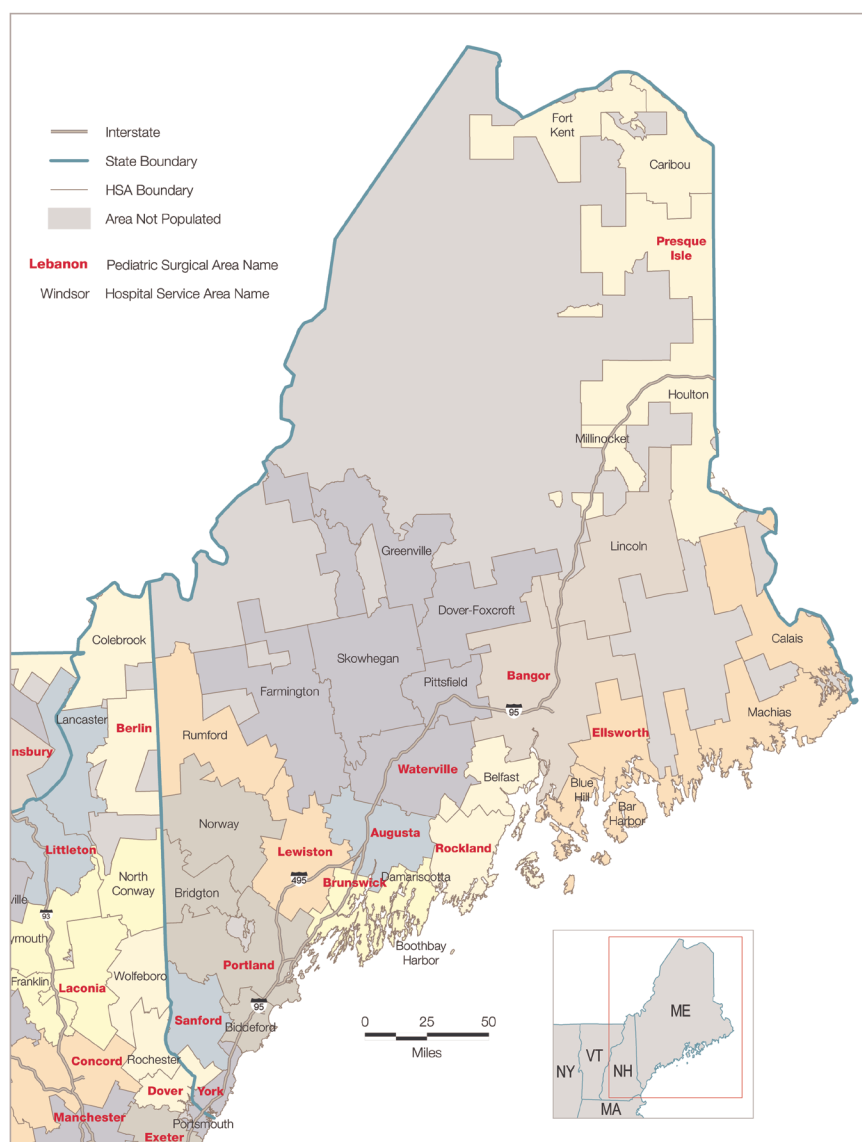 Interstate
State Boundary
HSA Boundary
Area Not Populated
Lebanon Pediatric Surgical Area Name
Windsor Hospital Service Area Name
Fort
Kent
Caribou
Presque
Isle
Houlton
Millinocket
Lincoln
Greenville
Dover-Foxcroft
Calais
Colebrook
Skowhegan
Pittsfield
Bangor
Farmington
95
Machias
Lancaster
Berlin
Rumford
Ellsworth
nsbury
Waterville
Belfast
Blue
Hill
Bar
Harbor
Norway
Augusta
Littleton
Lewiston
Rockland
North
Conway
495
Brunswick
Damariscotta
Bridgton
ville
93
ymouth
Boothbay
Harbor
Wolfeboro
Portland
Franklin
Laconia
95
Sanford
Biddeford
0 25 50
Miles
Concord
Rochester
Dover
York
Manchester
Portsmouth
Exeter
ME
VT
NY
NH
MA